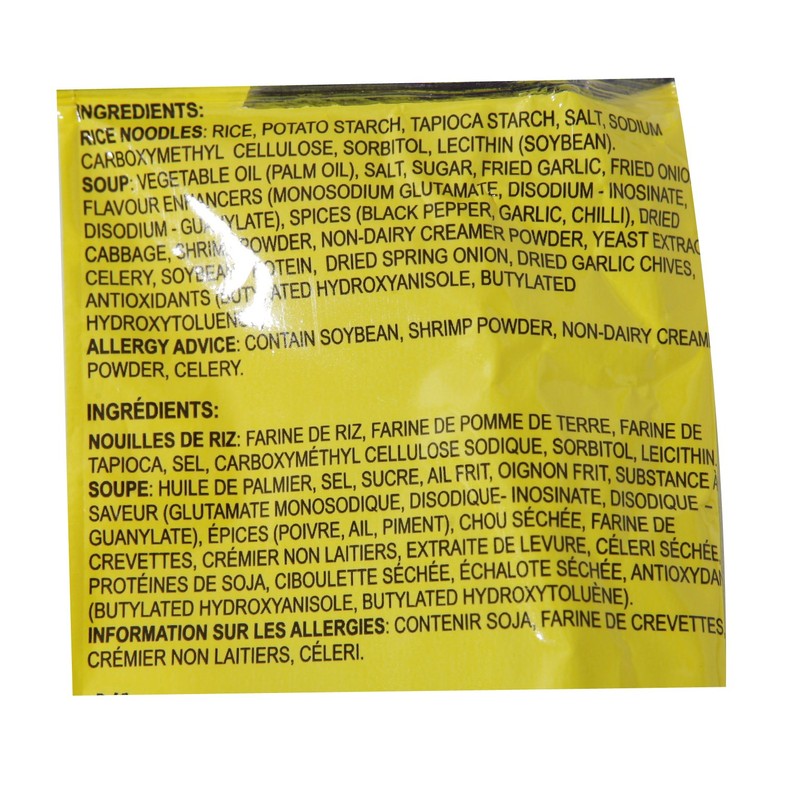 INGREDIENTS:
RICE NOODLES: RICE, POTATO STARCH, TAPIOCA STARCH, SALT, SODIUM
CARBOXYMETHYL CELLULOSE, SORBITOL, LECITHIN (SOYBEAN).
SOUP: VEGETABLE OIL (PALM OIL), SALT, SUGAR, FRIED GARLIC, FRIED ONIO
FLAVOUR ENHANCERS (MONOSODIUM GLUTAMATE, DISODIUM - INOSINATE,
DISODIUM - GUANYLATE), SPICES (BLACK PEPPER, GARLIC, CHILLI), DRIED
CABBAGE, SHRIMP POWDER, NON-DAIRY CREAMER POWDER, YEAST EXTRAC
CELERY, SOYBEAN PROTEIN, DRIED SPRING ONION, DRIED GARLIC CHIVES,
ANTIOXIDANTS (BUTYLATED HYDROXYANISOLE, BUTYLATED
HYDROXYTOLUENE
ALLERGY ADVICE: CONTAIN SOYBEAN, SHRIMP POWDER, NON-DAIRY CREAM
POWDER, CELERY.
INGRÉDIENTS:
NOUILLES DE RIZ: FARINE DE RIZ, FARINE DE POMME DE TERRE, FARINE DE
TAPIOCA, SEL, CARBOXYMÉTHYL CELLULOSE SODIQUE, SORBITOL, LEICITHIN.
SOUPE: HUILE DE PALMIER, SEL, SUCRE, AIL FRIT, OIGNON FRIT, SUBSTANCE À
SAVEUR (GLUTAMATE MONOSODIQUE, DISODIQUE- INOSINATE, DISODIQUE –
GUANYLATE), ÉPICES (POIVRE, AIL, PIMENT), CHOU SÉCHÉE, FARINE DE
CREVETTES, CRÉMIER NON LAITIERS, EXTRAITE DE LEVURE, CÉLERI SÉCHÉE,
PROTÉINES DE SOJA, CIBOULETTE SÉCHÉE, ÉCHALOTE SÉCHÉE, ANTIOXYDAN
(BUTYLATED HYDROXYANISOLE, BUTYLATED HYDROXYTOLUÈNE).
INFORMATION SUR LES ALLERGIES: CONTENIR SOJA, FARINE DE CREVETTES,
CRÉMIER NON LAITIERS, CÉLERI.